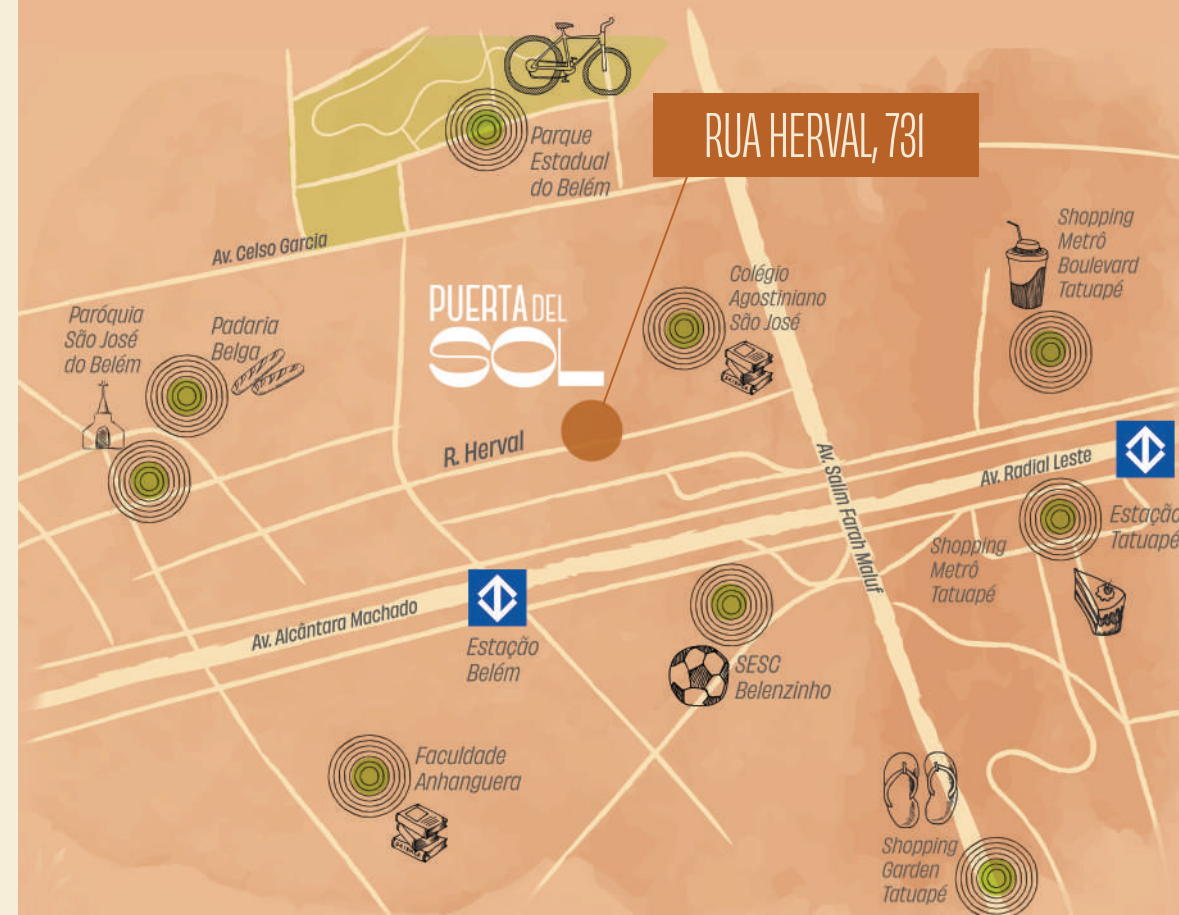 RUA HERVAL, 731
Parque
Estadual
do Belém
Av. Celso Garcia
Shopping
Metrô
Boulevard
Tatuapé
Colégio
Agostiniano
São José
PUERTA DEL
SOL
Paróquia
São José
do Belém
Padaria
Belga
R. Herval
Av. Salim Farah Maluf
Av. Radial Leste
Estação
Tatuapé
Shopping
Metrô
Tatuapé
Av. Alcântara Machado
Estação
Belém
SESC
Belenzinho
Faculdade
Anhanguera
Shopping
Garden
Tatuapé